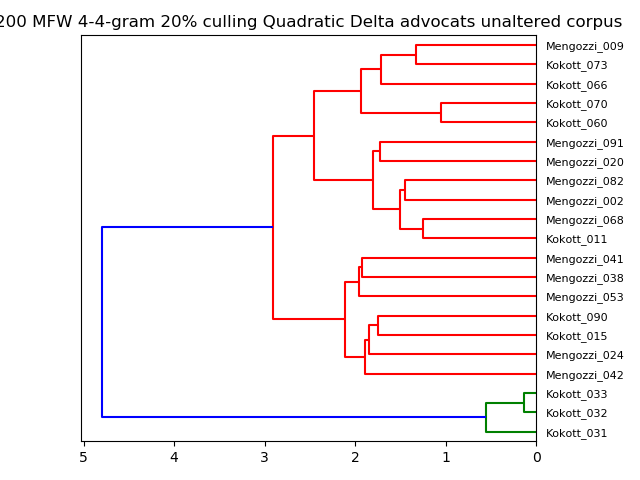 200 MFW 4-4-gram 20% culling Quadratic Delta advocats unaltered corpus
Mengozzi_009
Kokott_073
Kokott_066
Kokott_070
Kokott_060
Mengozzi_091
Mengozzi_020
Mengozzi_082
Mengozzi_002
Mengozzi_068
Kokott_011
Mengozzi_041
Mengozzi_038
Mengozzi_053
Kokott_090
Kokott_015
Mengozzi_024
Mengozzi_042
Kokott_033
Kokott_032
Kokott_031
5 4 3 2 1 0